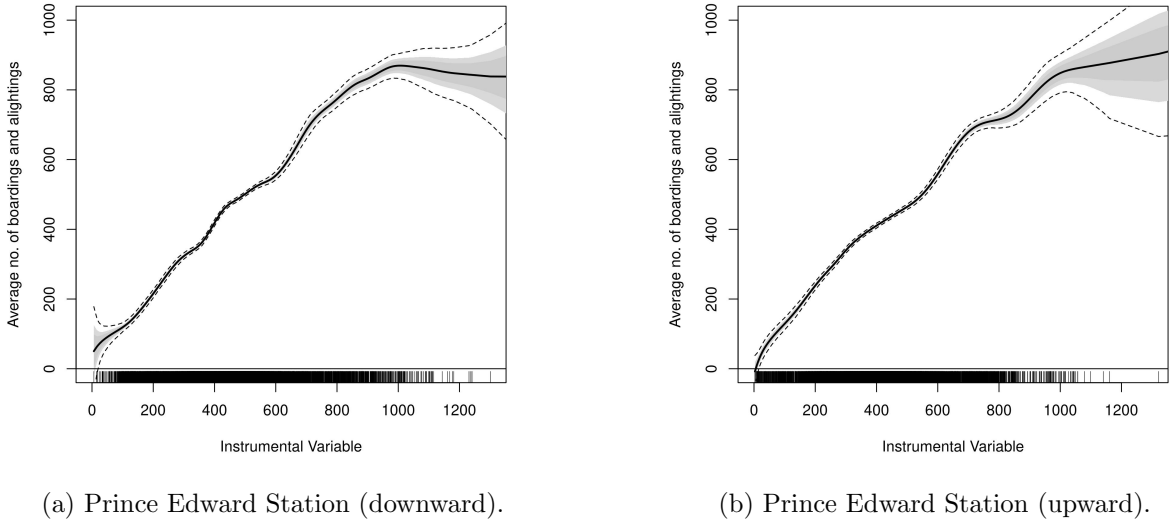 Average no. of boardings and alightings
0 200 400 600 800 1000
0 200 400 600 800 1000 1200
Instrumental Variable
(a) Prince Edward Station (downward).
Average no. of boardings and alightings
0 200 400 600 800 1000
0 200 400 600 800 1000 1200
Instrumental Variable
(b) Prince Edward Station (upward).